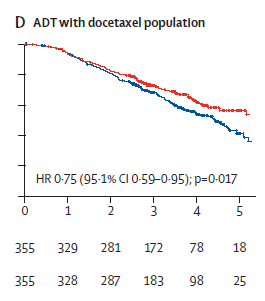 D ADT with docetaxel population
HR 0·75 (95·1% CI 0·59–0·95); p=0·017
0 1 2 3 4 5
355 329 281 172 78 18
355 328 287 183 98 25